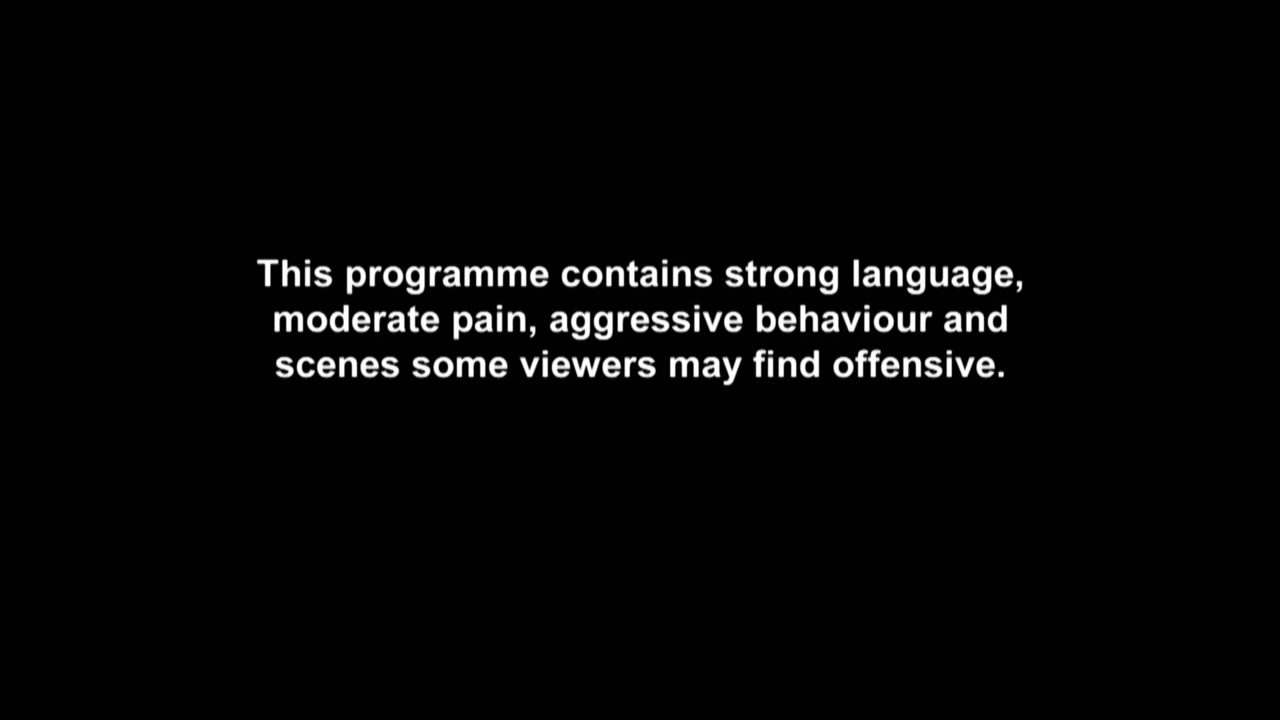 This programme contains strong language,
moderate pain, aggressive behaviour and
scenes some viewers may find offensive.